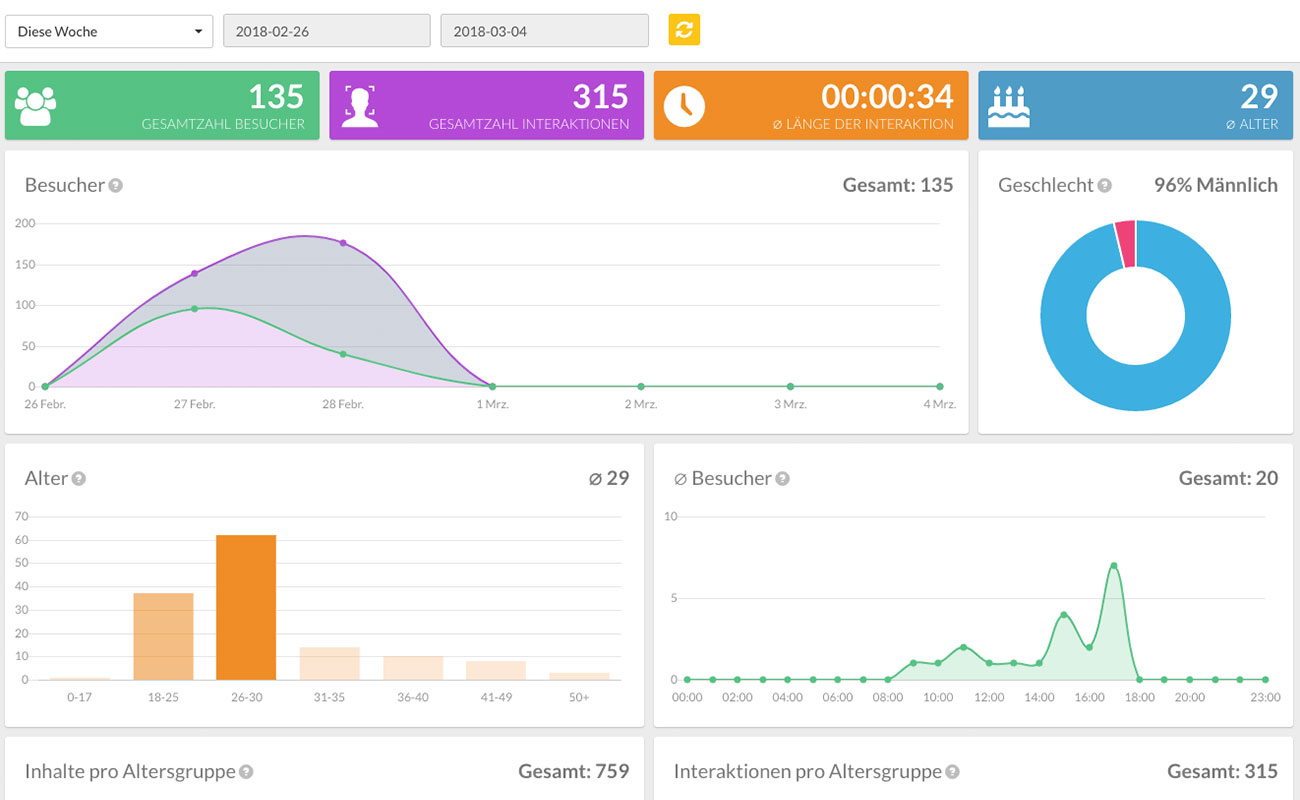 Diese Woche 2018-02-26 2018-03-04
135
GESAMTZAHL BESUCHER
315
GESAMTZAHL INTERAKTIONEN
00:00:34
⌀ LÄNGE DER INTERAKTION
29
⌀ ALTER
Besucher ? Gesamt: 135
200
150
100
50
0
26 Febr. 27 Febr. 28 Febr. 1 Mrz. 2 Mrz. 3 Mrz. 4 Mrz.
Geschlecht ? 96% Männlich
Alter ? ⌀ 29
70
60
50
40
30
20
10
0
0-17 18-25 26-30 31-35 36-40 41-49 50+
⌀ Besucher ? Gesamt: 20
10
5
0
00:00 02:00 04:00 06:00 08:00 10:00 12:00 14:00 16:00 18:00 20:00 23:00
Inhalte pro Altersgruppe ? Gesamt: 759
Interaktionen pro Altersgruppe ? Gesamt: 315